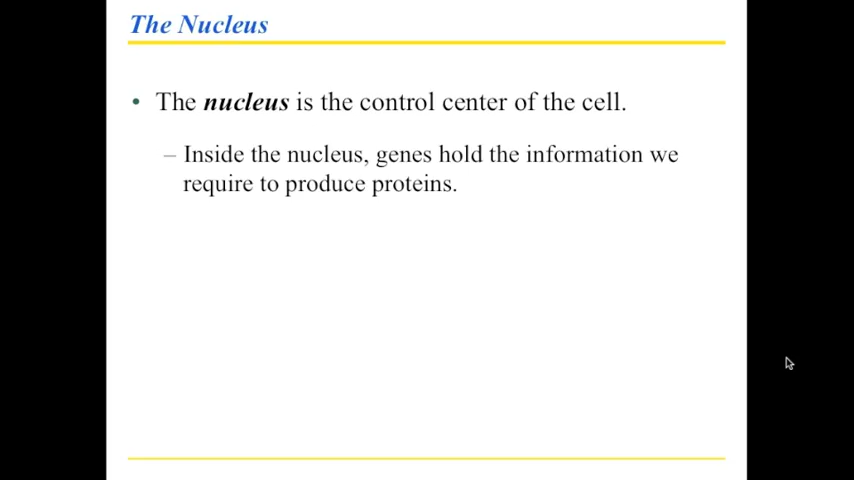 The Nucleus
• The nucleus is the control center of the cell.
– Inside the nucleus, genes hold the information we
require to produce proteins.